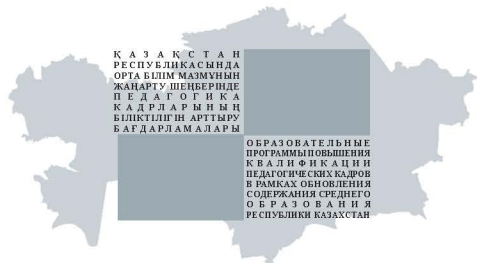 ҚАЗАҚСТАН
РЕСПУБЛИКАСЫНДА
ОРТА БІЛІМ МАЗМҰНЫН
ЖАҢАРТУ ШЕҢБЕРІНДЕ
ПЕДАГОГИКА
КАДРЛАРЫНЫҢ
БІЛІКТІЛІГІН АРТТЫРУ
БАҒДАРЛАМАЛАРЫ
ОБРАЗОВАТЕЛЬНЫЕ
ПРОГРАММЫ ПОВЫШЕНИЯ
КВАЛИФИКАЦИИ
ПЕДАГОГИЧЕСКИХ КАДРОВ
В РАМКАХ ОБНОВЛЕНИЯ
СОДЕРЖАНИЯ СРЕДНЕГО
ОБРАЗОВАНИЯ
РЕСПУБЛИКИ КАЗАХСТАН